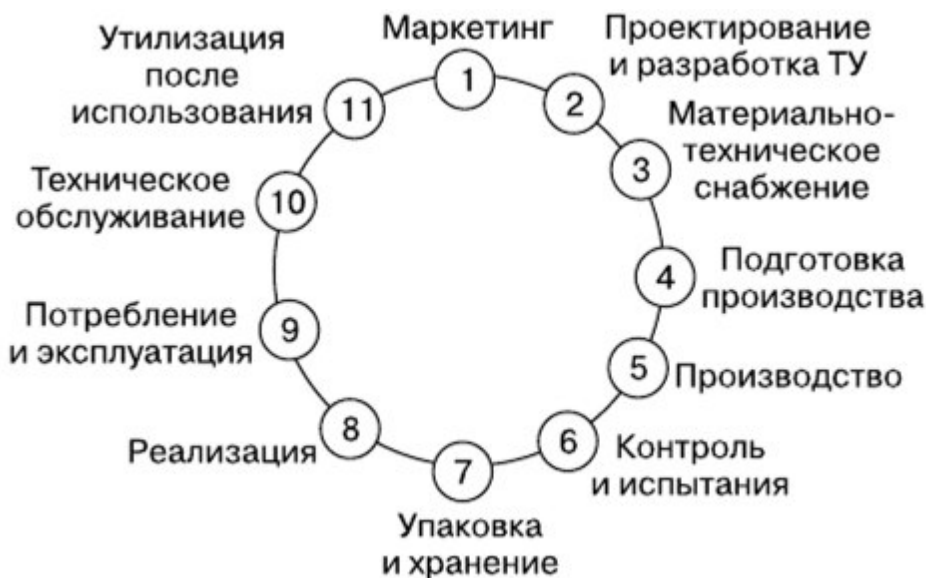 Маркетинг
1
Проектирование
и разработка ТУ
2
Материально-
техническое
снабжение
3
Подготовка
производства
4
Производство
5
Контроль
и испытания
6
Упаковка
и хранение
7
Реализация
8
Потребление
и эксплуатация
9
Техническое
обслуживание
10
Утилизация
после
использования
11